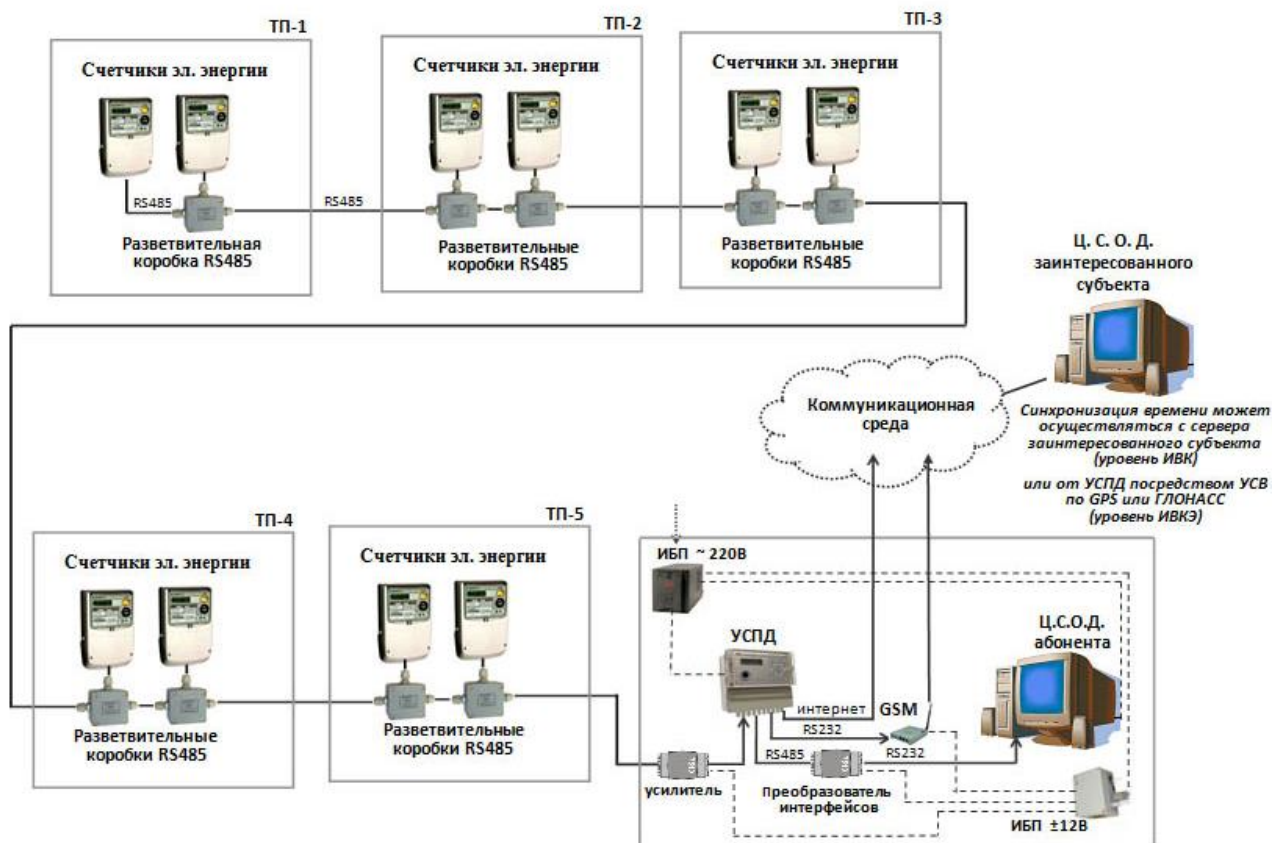 ТП-1
Счетчики эл. энергии
RS485
RS485
Разветвительная
коробка RS485
ТП-2
Счетчики эл. энергии
Разветвительные
коробки RS485
ТП-3
Счетчики эл. энергии
Разветвительные
коробки RS485
Ц. С. О. Д.
заинтересованного
субъекта
Коммуникационная
среда
Синхронизация времени может
осуществляться с сервера
заинтересованного субъекта
(уровень ИВК)
или от УСПД посредством УСВ
по GPS или ГЛОНАСС
(уровень ИВКЭ)
ТП-4
Счетчики эл. энергии
Разветвительные
коробки RS485
ТП-5
Счетчики эл. энергии
Разветвительные
коробки RS485
ИБП ~ 220В
УСПД
Ц.С.О.Д.
абонента
интернет
GSM
RS232
RS485
RS232
усилитель
Преобразователь
интерфейсов
ИБП ±12В